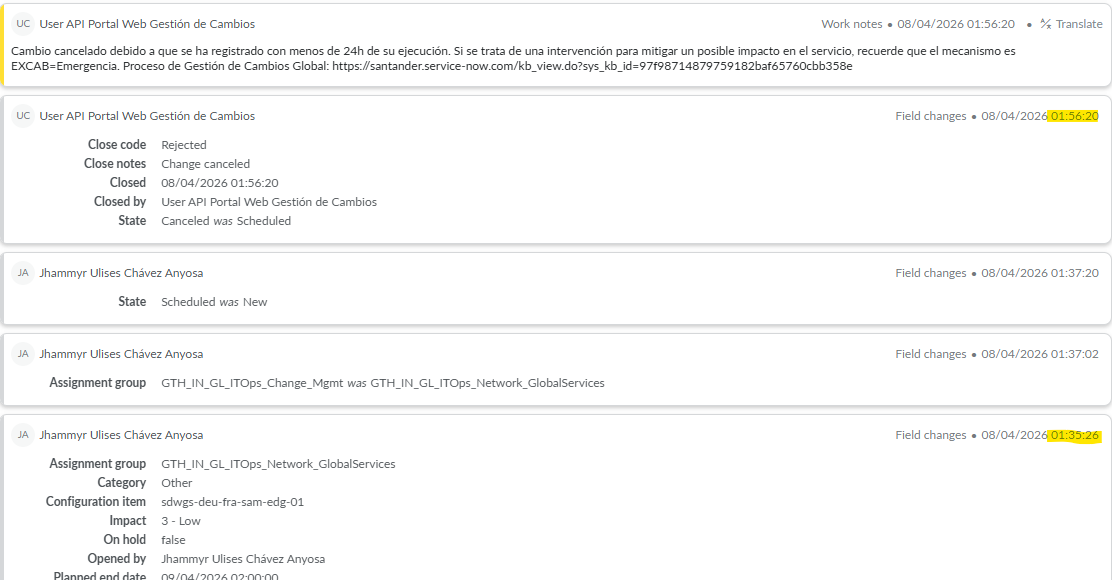 UC User API Portal Web Gestión de Cambios Work notes • 08/04/2026 01:56:20 • Translate
Cambio cancelado debido a que se ha registrado con menos de 24h de su ejecución. Si se trata de una intervención para mitigar un posible impacto en el servicio, recuerde que el mecanismo es
EXCAB=Emergencia. Proceso de Gestión de Cambios Global: https://santander.service-now.com/kb_view.do?sys_kb_id=97f98714879759182baf65760cbb358e
UC User API Portal Web Gestión de Cambios Field changes • 08/04/2026 01:56:20
Close code Rejected
Close notes Change canceled
Closed 08/04/2026 01:56:20
Closed by User API Portal Web Gestión de Cambios
State Canceled was Scheduled
JA Jhammyr Ulises Chávez Anyosa Field changes • 08/04/2026 01:37:20
State Scheduled was New
JA Jhammyr Ulises Chávez Anyosa Field changes • 08/04/2026 01:37:02
Assignment group GTH_IN_GL_ITOps_Change_Mgmt was GTH_IN_GL_ITOps_Network_GlobalServices
JA Jhammyr Ulises Chávez Anyosa Field changes • 08/04/2026 01:35:26
Assignment group GTH_IN_GL_ITOps_Network_GlobalServices
Category Other
Configuration item sdwgs-deu-fra-sam-edg-01
Impact 3 - Low
On hold false
Opened by Jhammyr Ulises Chávez Anyosa
Planned end date 09/04/2026 02:00:00